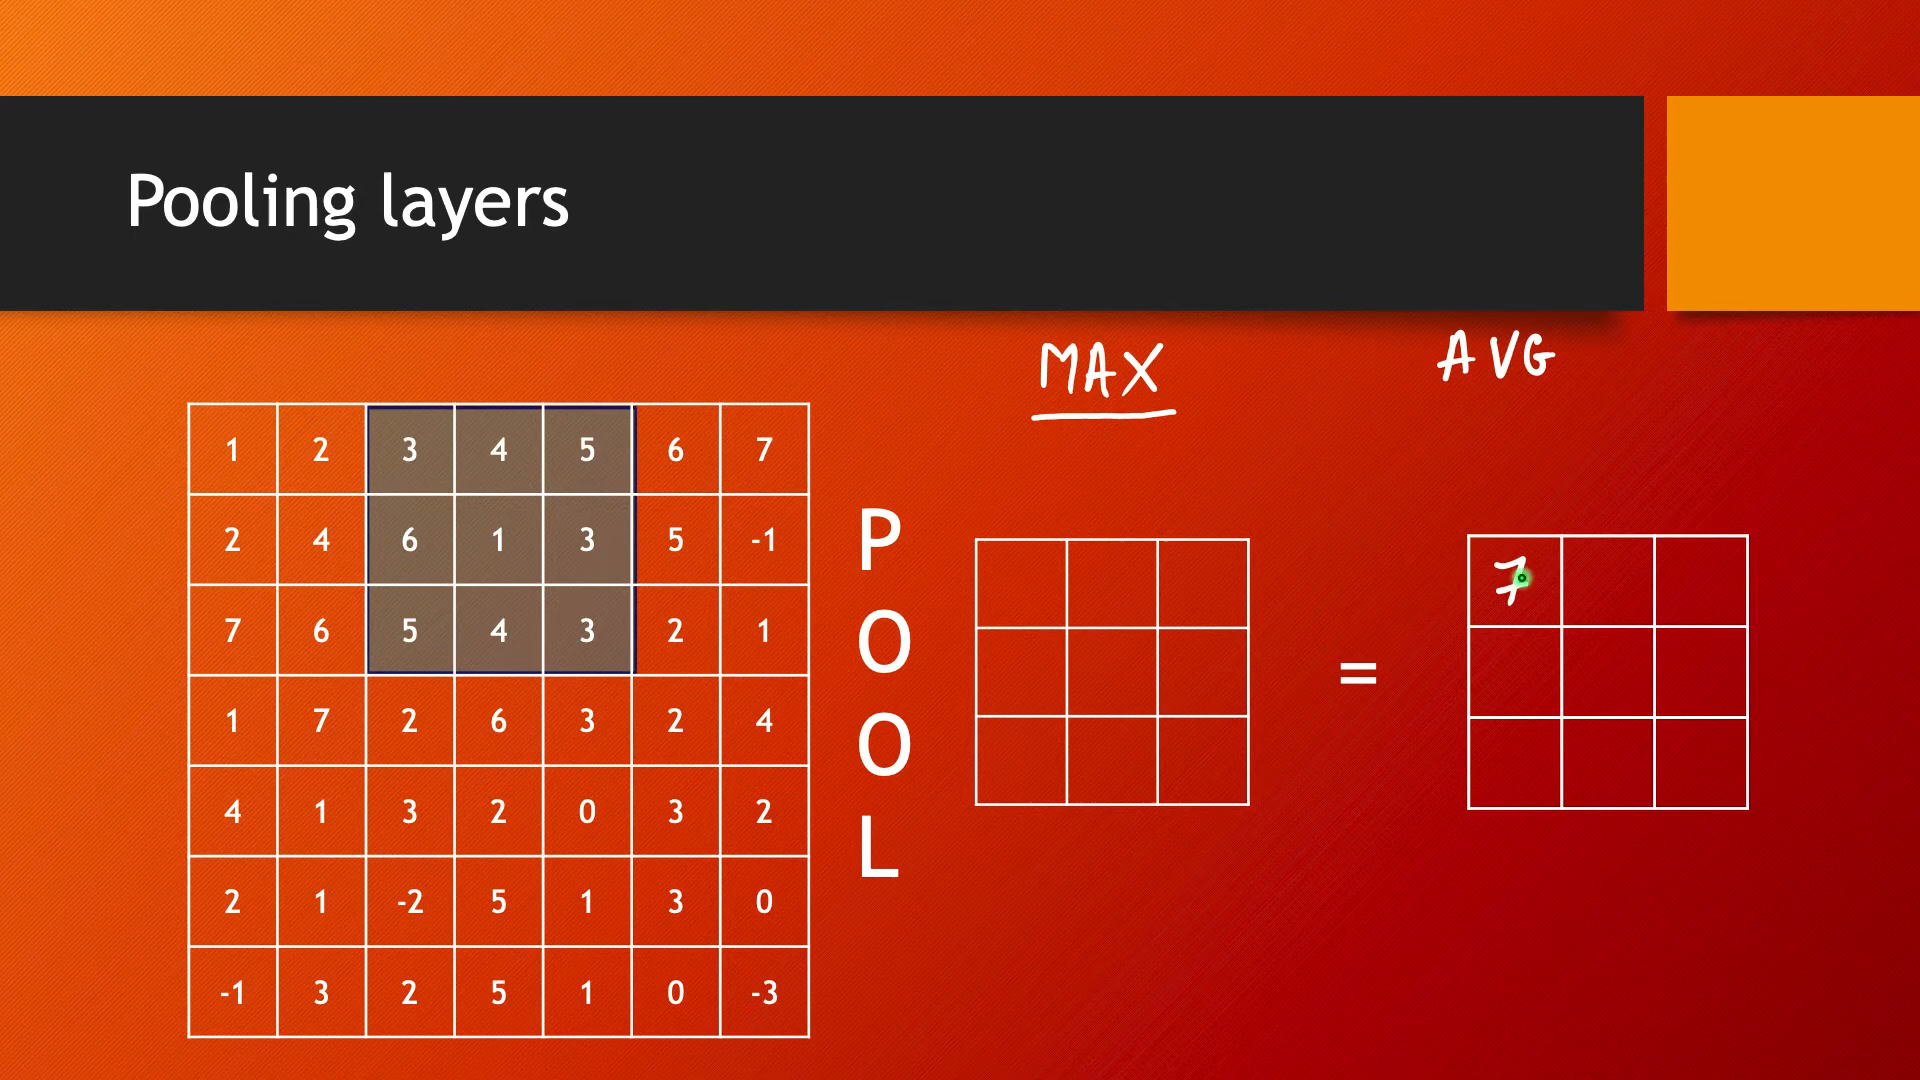 Pooling layers
MAX
AVG
1 2 3 4 5 6 7
2 4 6 1 3 5 -1
7 6 5 4 3 2 1
1 7 2 6 3 2 4
4 1 3 2 0 3 2
2 1 -2 5 1 3 0
-1 3 2 5 1 0 -3
P
O
O
L
=
7